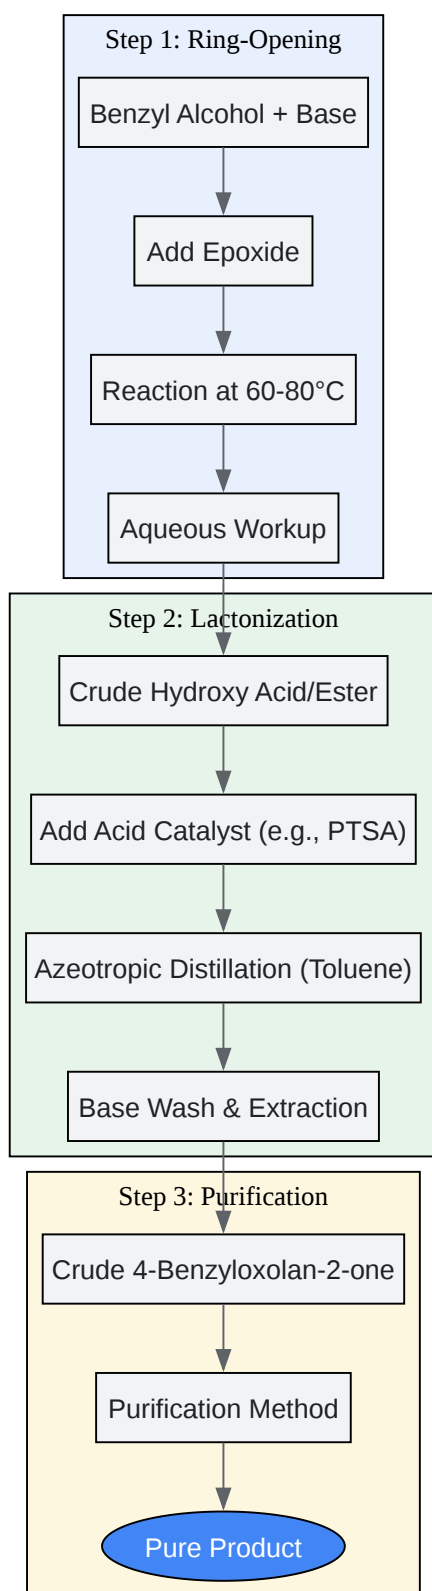 Step 1: Ring-Opening
Benzyl Alcohol + Base
Add Epoxide
Reaction at 60-80°C
Aqueous Workup
Step 2: Lactonization
Crude Hydroxy Acid/Ester
Add Acid Catalyst (e.g., PTSA)
Azeotropic Distillation (Toluene)
Base Wash & Extraction
Step 3: Purification
Crude 4-Benzyloxolan-2-one
Purification Method
Pure Product